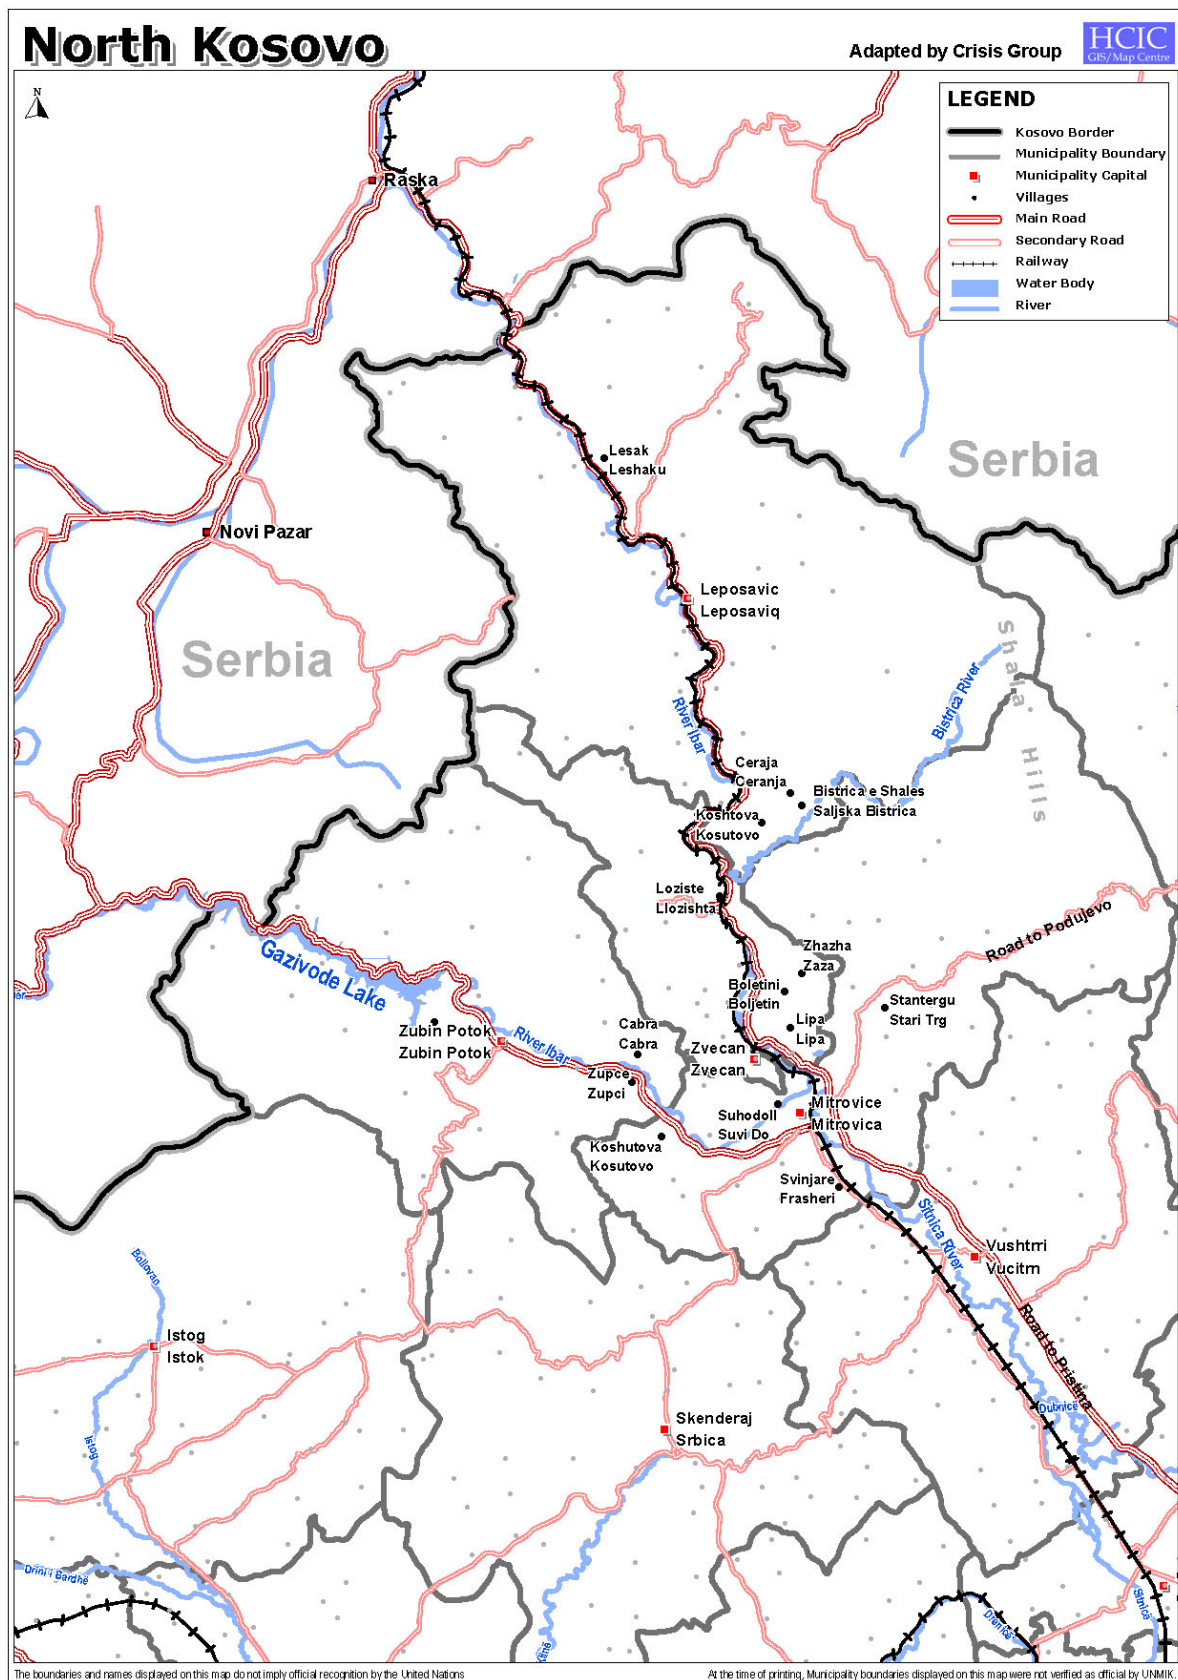 North Kosovo
Adapted by Crisis Group
HCIC
GIS/Map Centre
N
LEGEND
Kosovo Border
Municipality Boundary
Municipality Capital
Villages
Main Road
Secondary Road
Railway
Water Body
River
Raska
Serbia
Lesak
Leshaku
Novi Pazar
Leposavic
Leposaviq
Serbia
Shala Hills
Bistrica River
River Ibar
Ceraja
Ceranja
Bistrica e Shales
Saljska Bistrica
Koshtova
Kosutovo
Loziste
Llozishta
Road to Podujevo
Gazivode Lake
Zhazha
Zaza
Boletini
Boljetin
Stantergu
Stari Trg
Lipa
Lipa
Zubin Potok
Zubin Potok
River Ibar
Cabra
Cabra
Zvecan
Zvecan
Zupce
Zupci
Mitrovice
Mitrovica
Suhodoll
Suvi Do
Koshutova
Kosutovo
Svinjare
Frasheri
Sitnica River
Vushtrri
Vucitrn
Bollovan
Istog
Istok
Road to Pristina
Dubnicë
Skenderaj
Srbica
Istog
Drini i Bardhë
Klinë
Drenicë
Sitnicë
The boundaries and names displayed on this map do not imply official recognition by the United Nations
At the time of printing, Municipality boundaries displayed on this map were not verified as official by UNMIK.